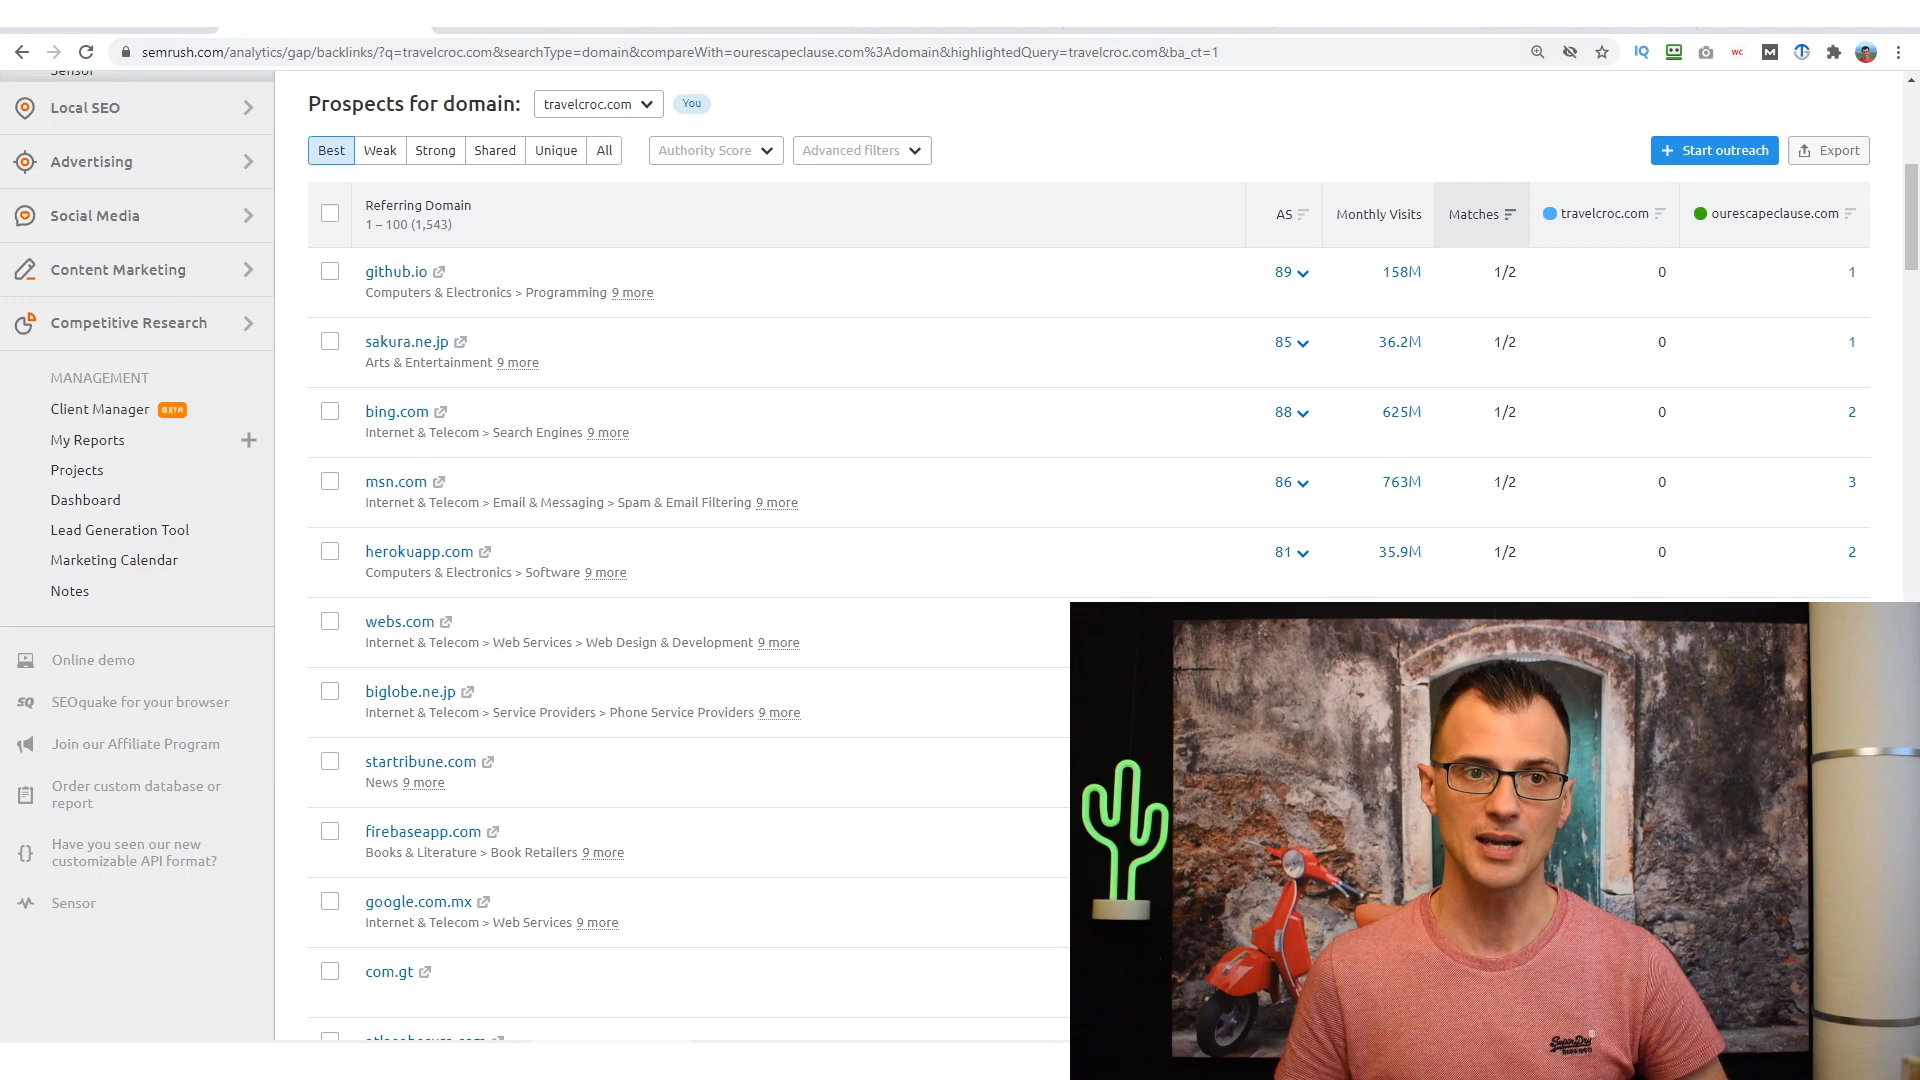 semrush.com/analytics/gap/backlinks/?q=travelcroc.com&searchType=domain&compareWith=ourescapeclause.com%3Adomain&highlightedQuery=travelcroc.com&ba_ct=1
Sensor
Local SEO
Advertising
Social Media
Content Marketing
Competitive Research
MANAGEMENT
Client Manager BETA
My Reports
Projects
Dashboard
Lead Generation Tool
Marketing Calendar
Notes
Online demo
SEOquake for your browser
Join our Affiliate Program
Order custom database or
report
Have you seen our new
customizable API format?
Sensor
Prospects for domain: travelcroc.com You
Best Weak Strong Shared Unique All Authority Score Advanced filters + Start outreach Export
Referring Domain
1 – 100 (1,543)
AS Monthly Visits Matches travelcroc.com ourescapeclause.com
github.io 89 158M 1/2 0 1
Computers & Electronics > Programming 9 more
sakura.ne.jp 85 36.2M 1/2 0 1
Arts & Entertainment 9 more
bing.com 88 625M 1/2 0 2
Internet & Telecom > Search Engines 9 more
msn.com 86 763M 1/2 0 3
Internet & Telecom > Email & Messaging > Spam & Email Filtering 9 more
herokuapp.com 81 35.9M 1/2 0 2
Computers & Electronics > Software 9 more
webs.com
Internet & Telecom > Web Services > Web Design & Development 9 more
biglobe.ne.jp
Internet & Telecom > Service Providers > Phone Service Providers 9 more
startribune.com
News 9 more
firebaseapp.com
Books & Literature > Book Retailers 9 more
google.com.mx
Internet & Telecom > Web Services 9 more
com.gt
SuperDry